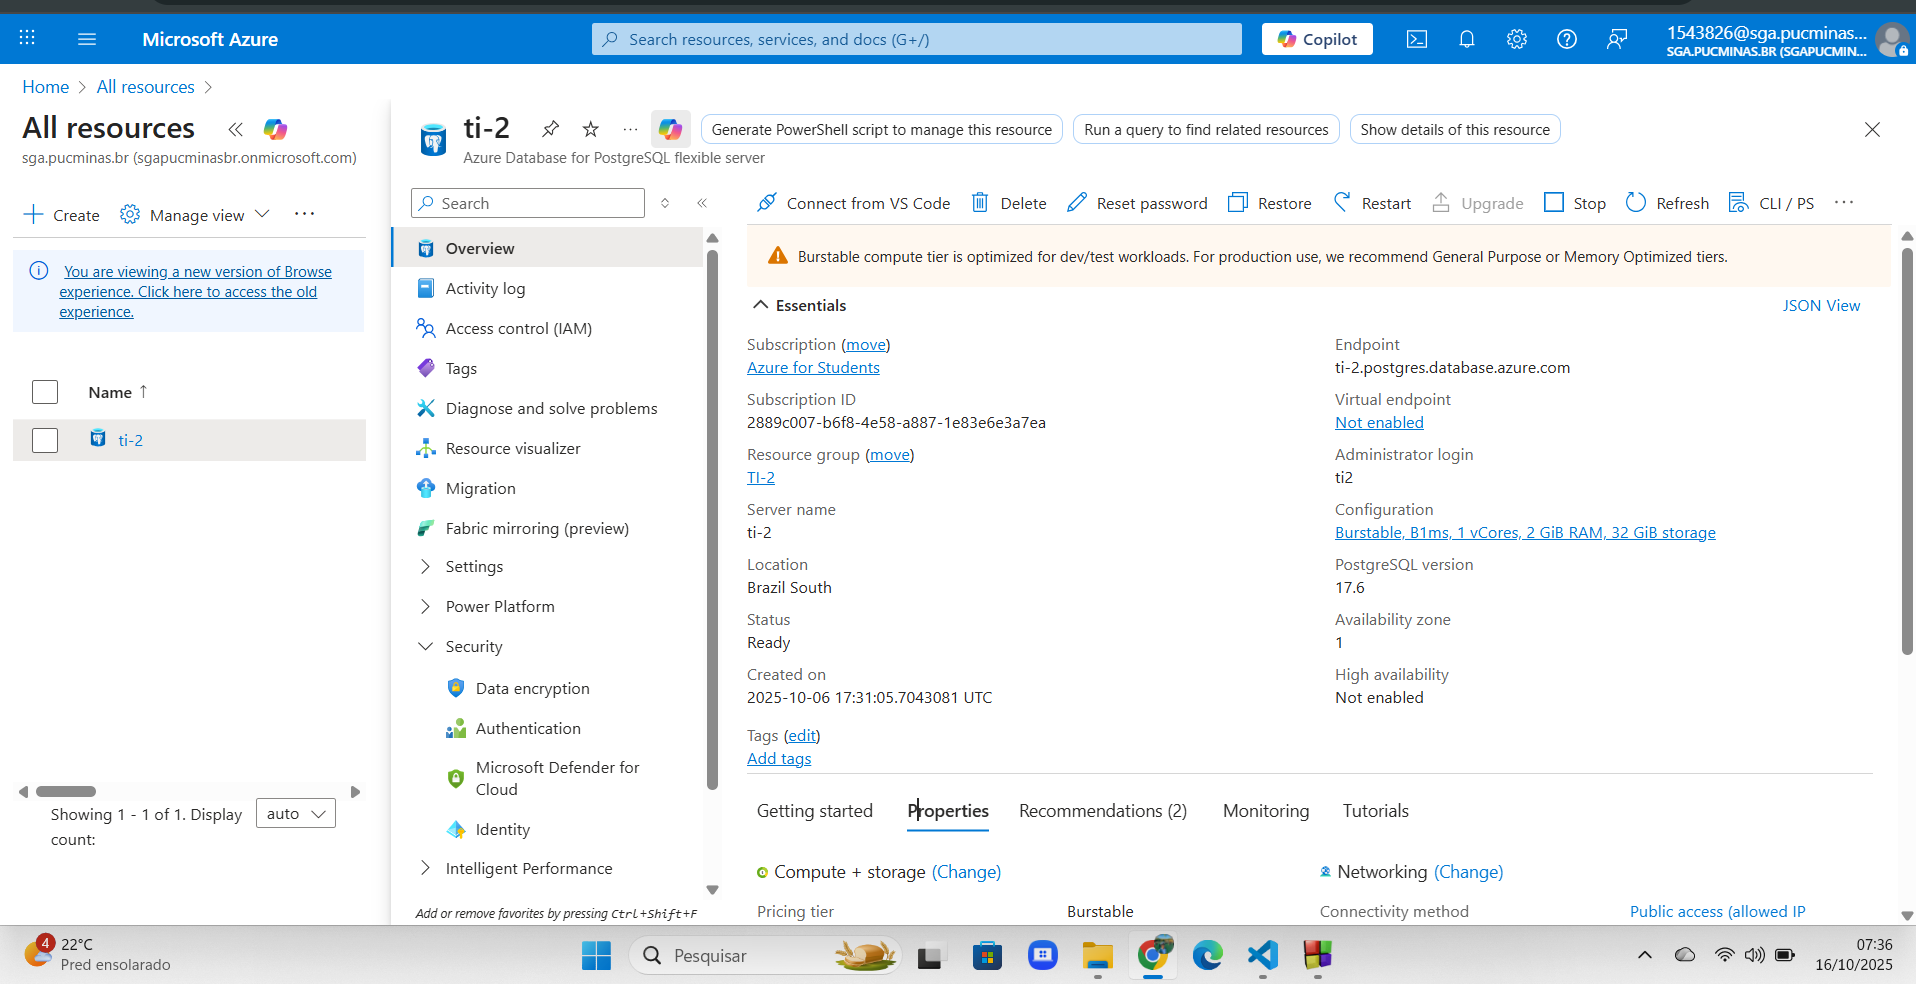 Microsoft Azure
Search resources, services, and docs (G+/)
Copilot
1543826@sga.pucminas...
SGA.PUCMINAS.BR (SGAPUCMIN...
Home
All resources
All resources
sga.pucminas.br (sgapucminasbr.onmicrosoft.com)
Create
Manage view
You are viewing a new version of Browse
experience. Click here to access the old
experience.
Name ↑
ti-2
Showing 1 - 1 of 1. Display
count:
auto
ti-2
Generate PowerShell script to manage this resource
Run a query to find related resources
Show details of this resource
Azure Database for PostgreSQL flexible server
Search
Overview
Activity log
Access control (IAM)
Tags
Diagnose and solve problems
Resource visualizer
Migration
Fabric mirroring (preview)
Settings
Power Platform
Security
Data encryption
Authentication
Microsoft Defender for
Cloud
Identity
Intelligent Performance
Add or remove favorites by pressing Ctrl+Shift+F
Connect from VS Code
Delete
Reset password
Restore
Restart
Upgrade
Stop
Refresh
CLI / PS
Burstable compute tier is optimized for dev/test workloads. For production use, we recommend General Purpose or Memory Optimized tiers.
Essentials
JSON View
Subscription (move)
Azure for Students
Subscription ID
2889c007-b6f8-4e58-a887-1e83e6e3a7ea
Resource group (move)
TI-2
Server name
ti-2
Location
Brazil South
Status
Ready
Created on
2025-10-06 17:31:05.7043081 UTC
Tags (edit)
Add tags
Endpoint
ti-2.postgres.database.azure.com
Virtual endpoint
Not enabled
Administrator login
ti2
Configuration
Burstable, B1ms, 1 vCores, 2 GiB RAM, 32 GiB storage
PostgreSQL version
17.6
Availability zone
1
High availability
Not enabled
Getting started
Properties
Recommendations (2)
Monitoring
Tutorials
Compute + storage (Change)
Pricing tier
Burstable
Networking (Change)
Connectivity method
Public access (allowed IP
4
22°C
Pred ensolarado
Pesquisar
07:36
16/10/2025